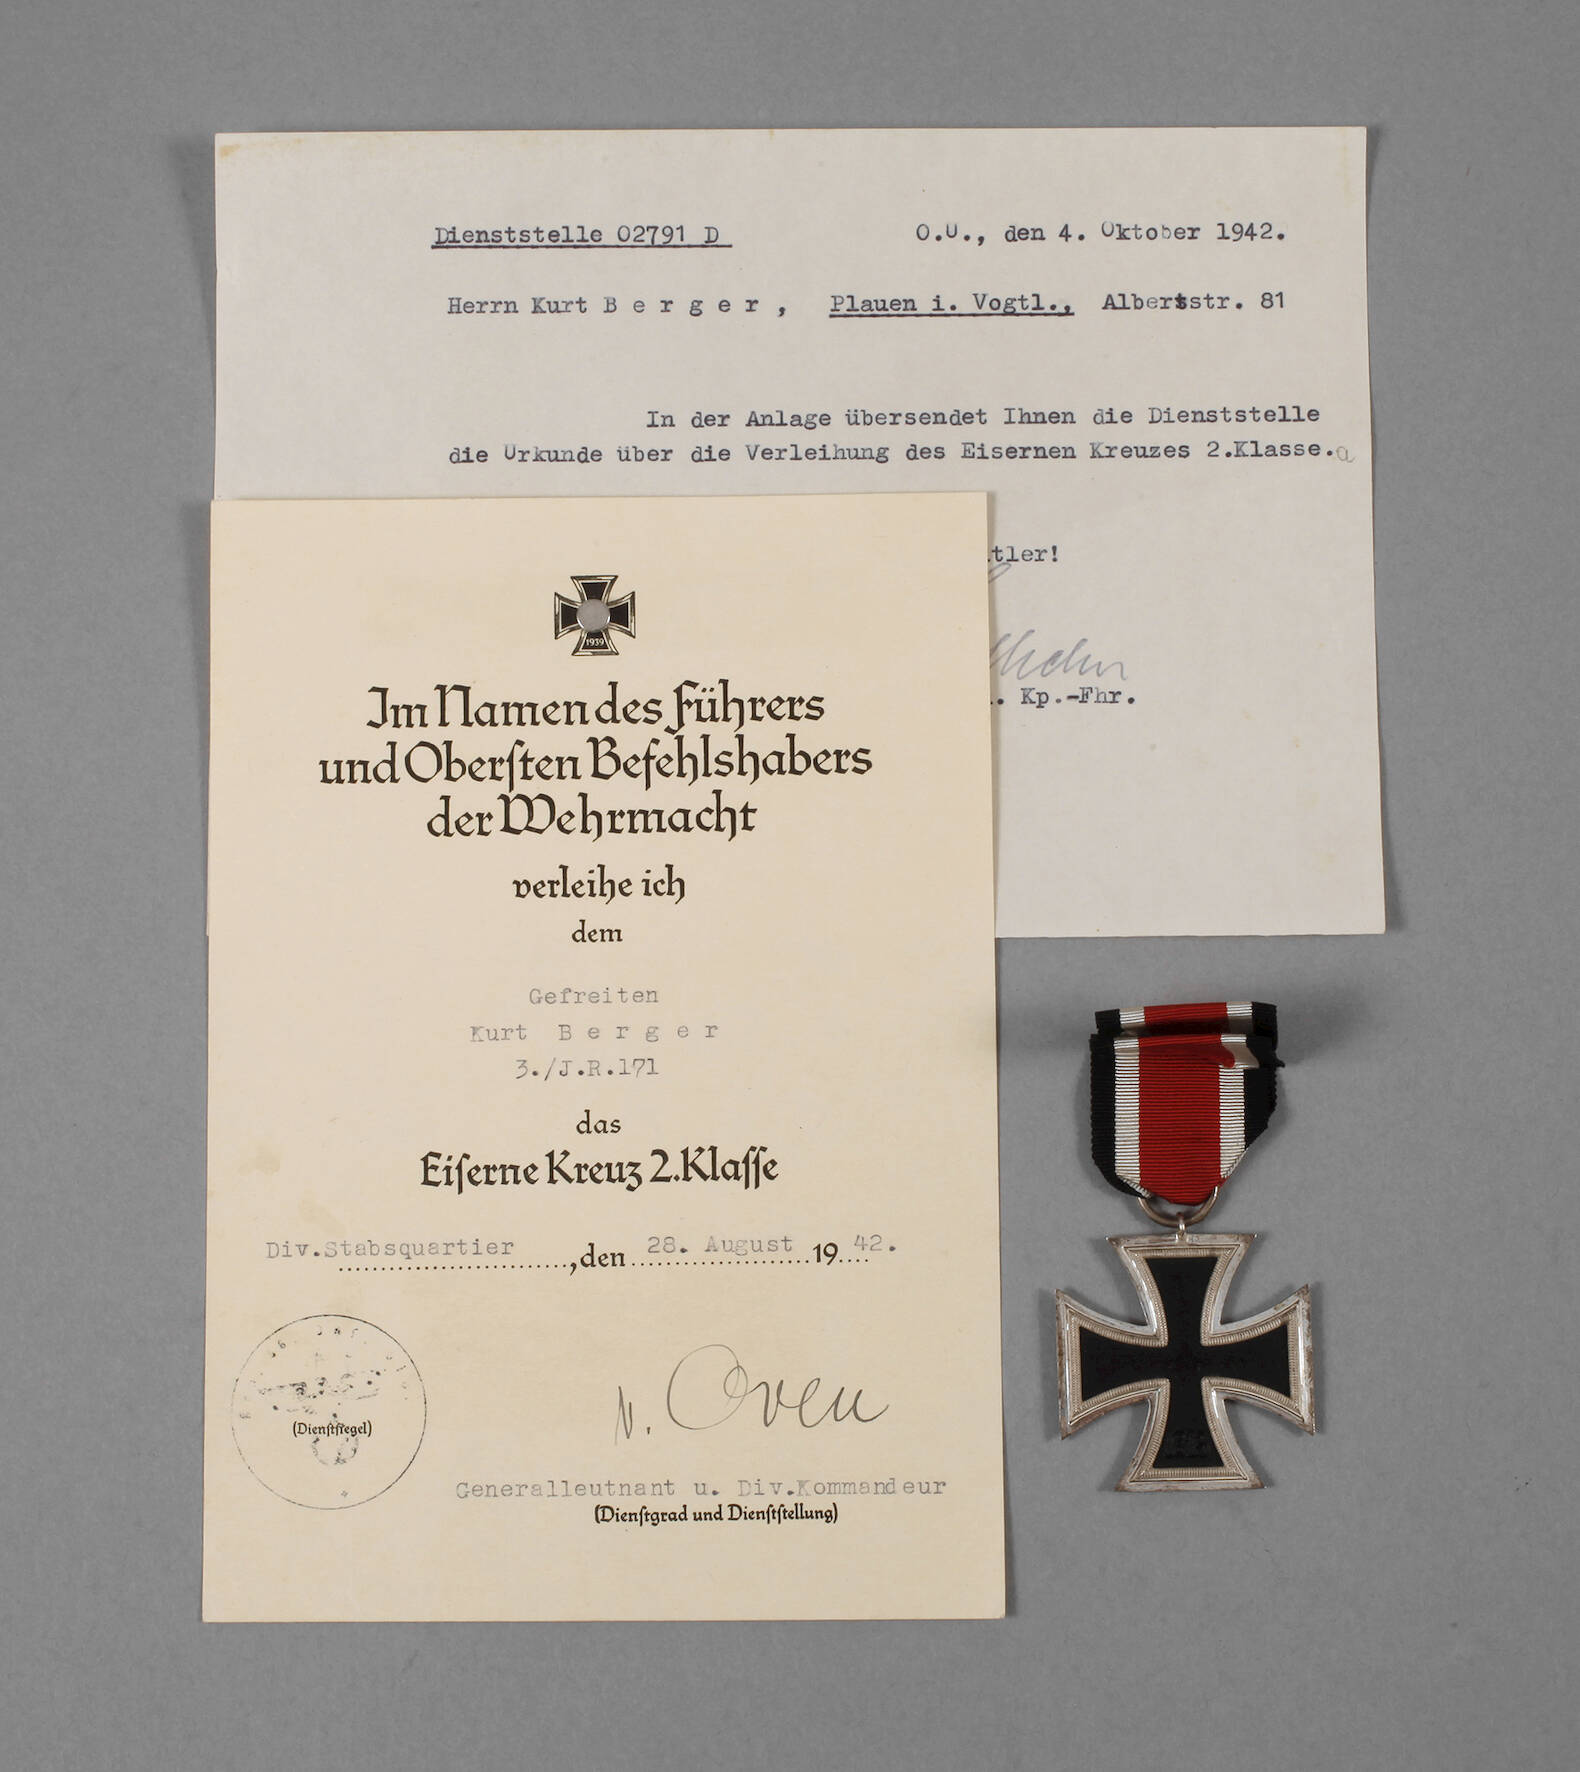 Dienststelle 02791 D
O.U., den 4. Oktober 1942.
Herrn Kurt B e r g e r , Plauen i. Vogtl., Albertstr. 81
In der Anlage übersendet Ihnen die Dienststelle
die Urkunde über die Verleihung des Eisernen Kreuzes 2.Klasse.
tler!
Kp.-Fhr.
1939
Im Namen des Führers
und Oberſten Befehlshabers
der Wehrmacht
verleihe ich
dem
Gefreiten
Kurt B e r g e r
3./J.R.171
das
Eiſerne Kreuz 2.Klaſſe
Div.Stabsquartier, den 28. August 1942.
(Dienſtſiegel)
v. Oven
Generalleutnant u. Div.Kommandeur
(Dienſtgrad und Dienſtſtellung)